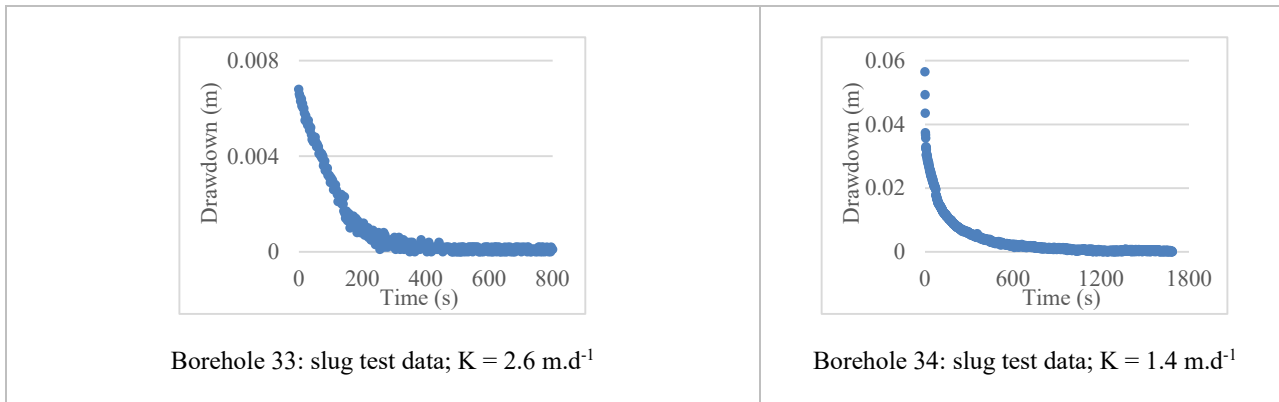 0.008
0.004
0
Drawdown (m)
0 200 400 600 800
Time (s)
Borehole 33: slug test data; K = 2.6 m.d-1
0.06
0.04
0.02
0
Drawdown (m)
0 600 1200 1800
Time (s)
Borehole 34: slug test data; K = 1.4 m.d-1